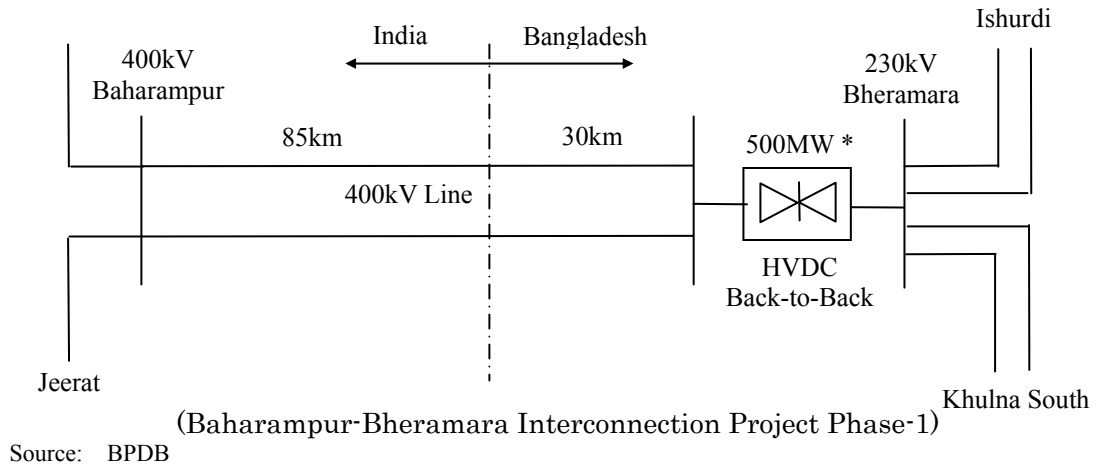 Ishurdi
India Bangladesh
400kV
Baharampur
230kV
Bheramara
85km 30km
500MW *
400kV Line
HVDC
Back-to-Back
Jeerat
Khulna South
(Baharampur-Bheramara Interconnection Project Phase-1)
Source: BPDB